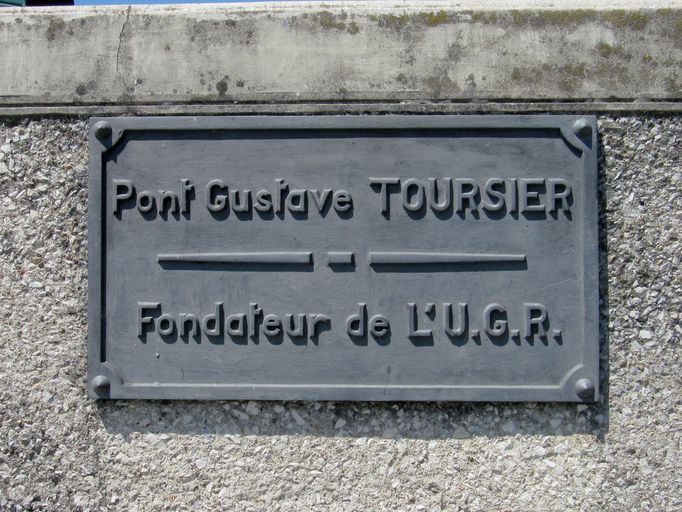 Pont Gustave TOURSIER
Fondateur de L'U.G.R.